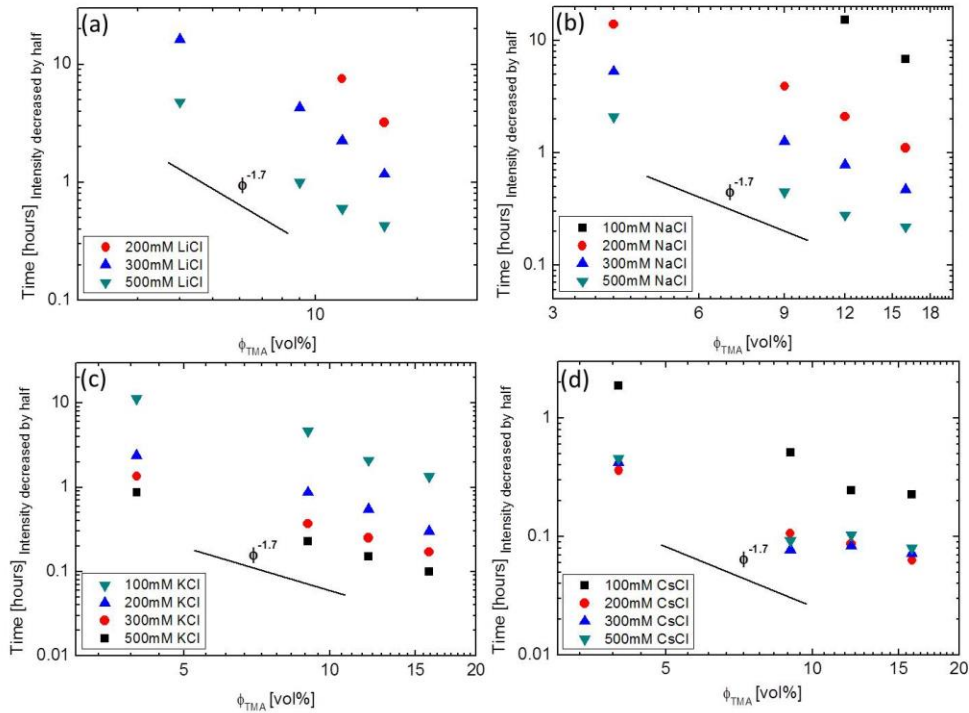 (a)
10
1
0.1
Time [hours] Intensity decreased by half
ϕ-1.7
200mM LiCl
300mM LiCl
500mM LiCl
10
ϕTMA [vol%]
(b)
10
1
0.1
Time [hours] Intensity decreased by half
ϕ-1.7
100mM NaCl
200mM NaCl
300mM NaCl
500mM NaCl
3 6 9 12 15 18
ϕTMA [vol%]
(c)
10
1
0.1
0.01
Time [hours] Intensity decreased by half
ϕ-1.7
100mM KCl
200mM KCl
300mM KCl
500mM KCl
5 10 15 20
ϕTMA [vol%]
(d)
1
0.1
0.01
Time [hours] Intensity decreased by half
ϕ-1.7
100mM CsCl
200mM CsCl
300mM CsCl
500mM CsCl
5 10 15 20
ϕTMA [vol%]